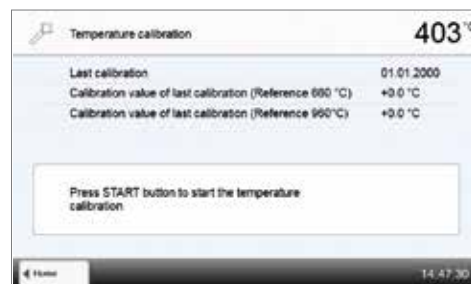 Temperature calibration 403 °C
Last calibration 01.01.2000
Calibration value of last calibration (Reference 660 °C) +0.0 °C
Calibration value of last calibration (Reference 960°C) +0.0 °C
Press START button to start the temperature
calibration
Home 14:47:30